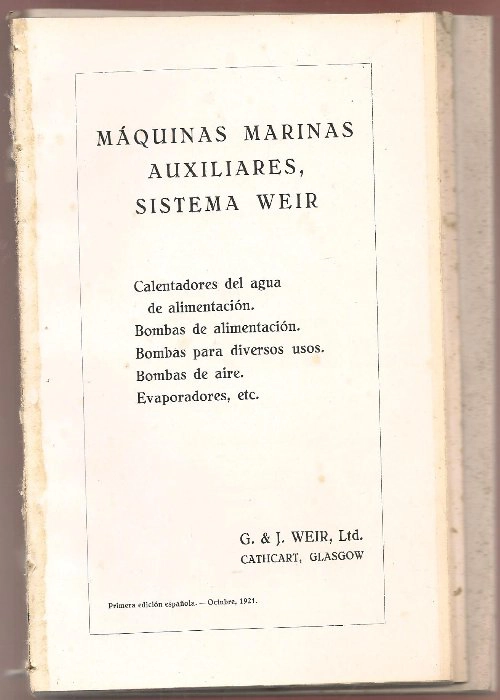 MÁQUINAS MARINAS
AUXILIARES,
SISTEMA WEIR
Calentadores del agua
de alimentación.
Bombas de alimentación.
Bombas para diversos usos.
Bombas de aire.
Evaporadores, etc.
G. & J. WEIR, Ltd.
CATHCART, GLASGOW
Primera edición española. — Octubre, 1921.